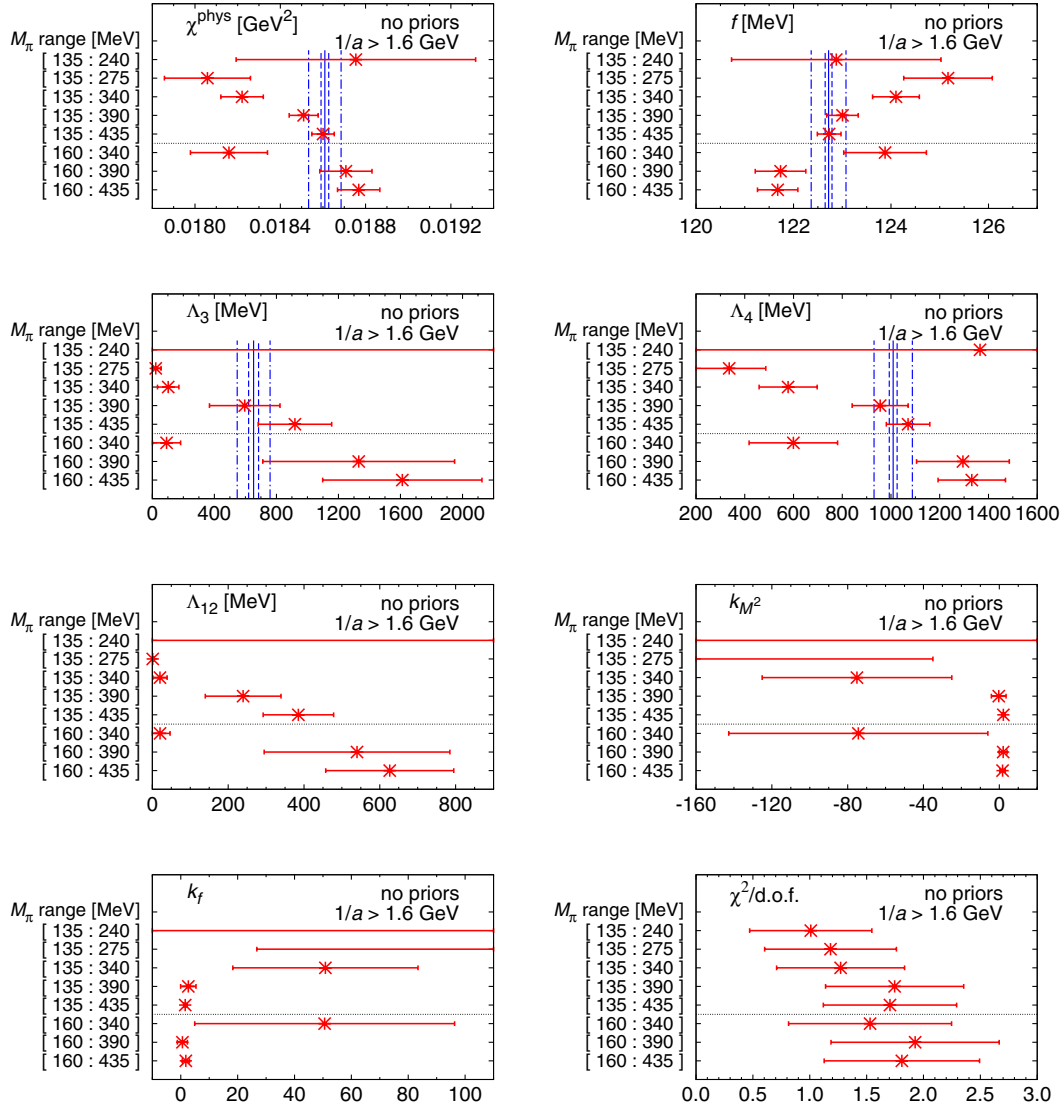 χ^phys [GeV²]
no priors
1/a > 1.6 GeV
M_π range [MeV]
[ 135 : 240 ]
[ 135 : 275 ]
[ 135 : 340 ]
[ 135 : 390 ]
[ 135 : 435 ]
[ 160 : 340 ]
[ 160 : 390 ]
[ 160 : 435 ]
0.0180 0.0184 0.0188 0.0192
f [MeV]
no priors
1/a > 1.6 GeV
M_π range [MeV]
[ 135 : 240 ]
[ 135 : 275 ]
[ 135 : 340 ]
[ 135 : 390 ]
[ 135 : 435 ]
[ 160 : 340 ]
[ 160 : 390 ]
[ 160 : 435 ]
120 122 124 126
Λ₃ [MeV]
no priors
1/a > 1.6 GeV
M_π range [MeV]
[ 135 : 240 ]
[ 135 : 275 ]
[ 135 : 340 ]
[ 135 : 390 ]
[ 135 : 435 ]
[ 160 : 340 ]
[ 160 : 390 ]
[ 160 : 435 ]
0 400 800 1200 1600 2000
Λ₄ [MeV]
no priors
1/a > 1.6 GeV
M_π range [MeV]
[ 135 : 240 ]
[ 135 : 275 ]
[ 135 : 340 ]
[ 135 : 390 ]
[ 135 : 435 ]
[ 160 : 340 ]
[ 160 : 390 ]
[ 160 : 435 ]
200 400 600 800 1000 1200 1400 1600
Λ₁₂ [MeV]
no priors
1/a > 1.6 GeV
M_π range [MeV]
[ 135 : 240 ]
[ 135 : 275 ]
[ 135 : 340 ]
[ 135 : 390 ]
[ 135 : 435 ]
[ 160 : 340 ]
[ 160 : 390 ]
[ 160 : 435 ]
0 200 400 600 800
k_M²
no priors
1/a > 1.6 GeV
M_π range [MeV]
[ 135 : 240 ]
[ 135 : 275 ]
[ 135 : 340 ]
[ 135 : 390 ]
[ 135 : 435 ]
[ 160 : 340 ]
[ 160 : 390 ]
[ 160 : 435 ]
-160 -120 -80 -40 0
k_f
no priors
1/a > 1.6 GeV
M_π range [MeV]
[ 135 : 240 ]
[ 135 : 275 ]
[ 135 : 340 ]
[ 135 : 390 ]
[ 135 : 435 ]
[ 160 : 340 ]
[ 160 : 390 ]
[ 160 : 435 ]
0 20 40 60 80 100
χ²/d.o.f.
no priors
1/a > 1.6 GeV
M_π range [MeV]
[ 135 : 240 ]
[ 135 : 275 ]
[ 135 : 340 ]
[ 135 : 390 ]
[ 135 : 435 ]
[ 160 : 340 ]
[ 160 : 390 ]
[ 160 : 435 ]
0.0 0.5 1.0 1.5 2.0 2.5 3.0